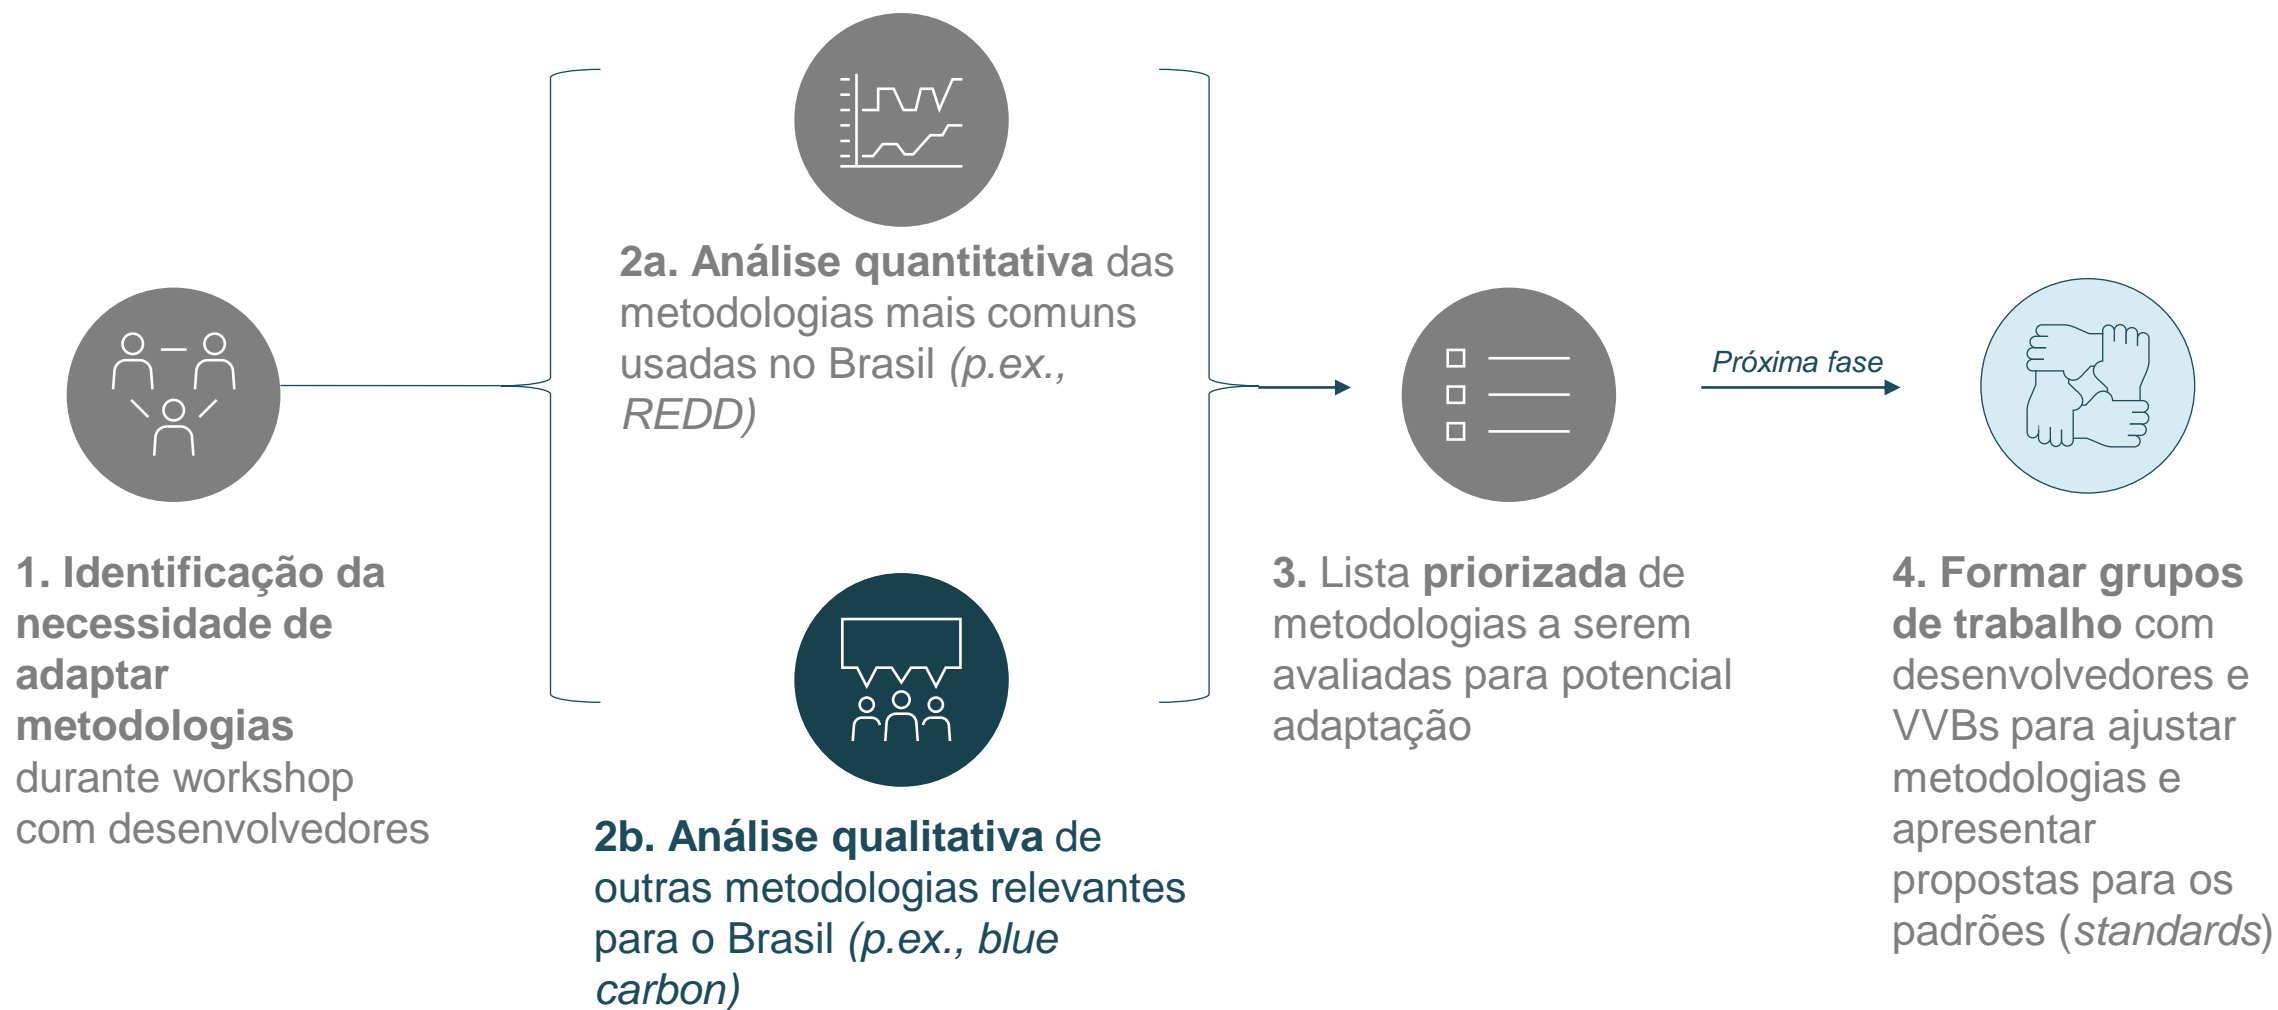 1. Identificação da
necessidade de
adaptar
metodologias
durante workshop
com desenvolvedores
2a. Análise quantitativa das
metodologias mais comuns
usadas no Brasil (p.ex.,
REDD)
2b. Análise qualitativa de
outras metodologias relevantes
para o Brasil (p.ex., blue
carbon)
3. Lista priorizada de
metodologias a serem
avaliadas para potencial
adaptação
Próxima fase
4. Formar grupos
de trabalho com
desenvolvedores e
VVBs para ajustar
metodologias e
apresentar
propostas para os
padrões (standards)